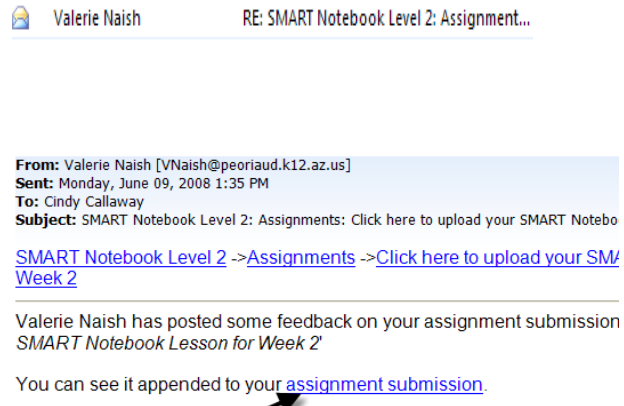 Valerie Naish RE: SMART Notebook Level 2: Assignment...
From: Valerie Naish [VNaish@peoriaud.k12.az.us]
Sent: Monday, June 09, 2008 1:35 PM
To: Cindy Callaway
Subject: SMART Notebook Level 2: Assignments: Click here to upload your SMART Notebo
SMART Notebook Level 2 ->Assignments ->Click here to upload your SMA
Week 2
Valerie Naish has posted some feedback on your assignment submission
SMART Notebook Lesson for Week 2'
You can see it appended to your assignment submission.